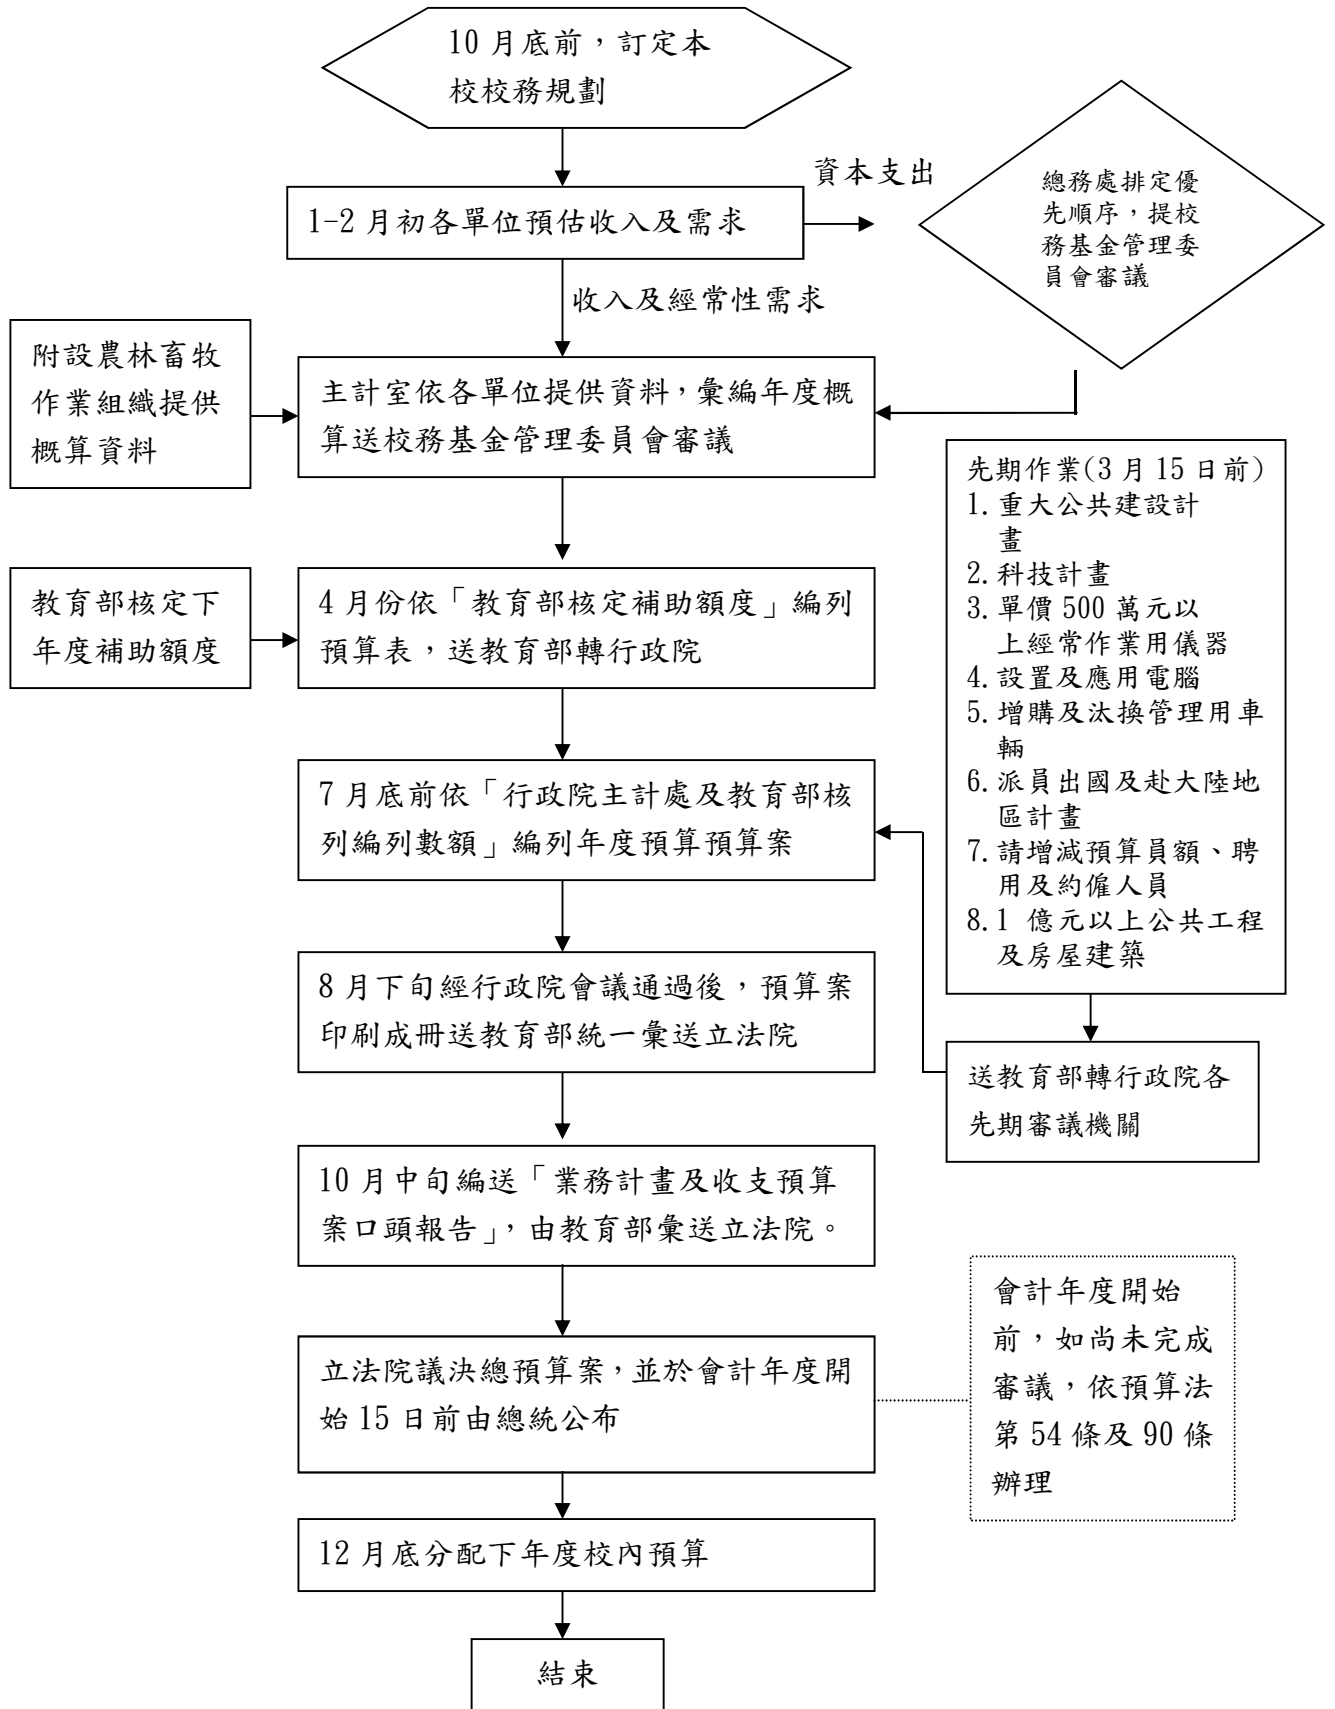 10 月底前，訂定本
校校務規劃
資本支出
總務處排定優
先順序，提校
務基金管理委
員會審議
1-2 月初各單位預估收入及需求
收入及經常性需求
附設農林畜牧
作業組織提供
概算資料
主計室依各單位提供資料，彙編年度概
算送校務基金管理委員會審議
先期作業(3 月 15 日前)
1. 重大公共建設計
畫
2. 科技計畫
3. 單價 500 萬元以
上經常作業用儀器
4. 設置及應用電腦
5. 增購及汰換管理用車
輛
6. 派員出國及赴大陸地
區計畫
7. 請增減預算員額、聘
用及約僱人員
8. 1 億元以上公共工程
及房屋建築
教育部核定下
年度補助額度
4 月份依「教育部核定補助額度」編列
預算表，送教育部轉行政院
7 月底前依「行政院主計處及教育部核
列編列數額」編列年度預算預算案
8 月下旬經行政院會議通過後，預算案
印刷成冊送教育部統一彙送立法院
送教育部轉行政院各
先期審議機關
10 月中旬編送「業務計畫及收支預算
案口頭報告」，由教育部彙送立法院。
會計年度開始
前，如尚未完成
審議，依預算法
第 54 條及 90 條
辦理
立法院議決總預算案，並於會計年度開
始 15 日前由總統公布
12 月底分配下年度校內預算
結束